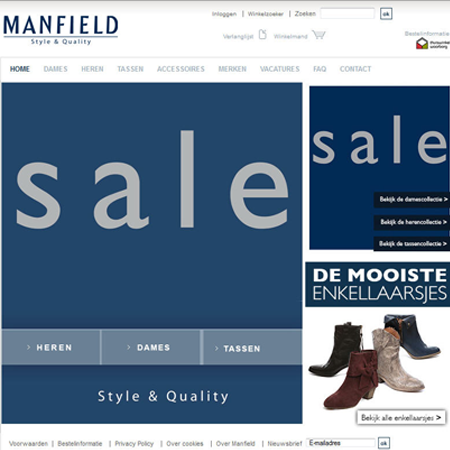 MANFIELD
Style & Quality
Inloggen | Winkelzoeker | Zoeken ok
Verlanglijst Winkelmand Bestelinformatie
HOME DAMES HEREN TASSEN ACCESSOIRES MERKEN VACATURES FAQ CONTACT
sale
sale
Bekijk de damescollectie >
Bekijk de herencollectie >
Bekijk de tassencollectie >
DE MOOISTE
ENKELLAARSJES
> HEREN > DAMES > TASSEN
Style & Quality
Bekijk alle enkellaarsjes >
Voorwaarden | Bestelinformatie | Privacy Policy | Over cookies | Over Manfield | Nieuwsbrief E-mailadres ok